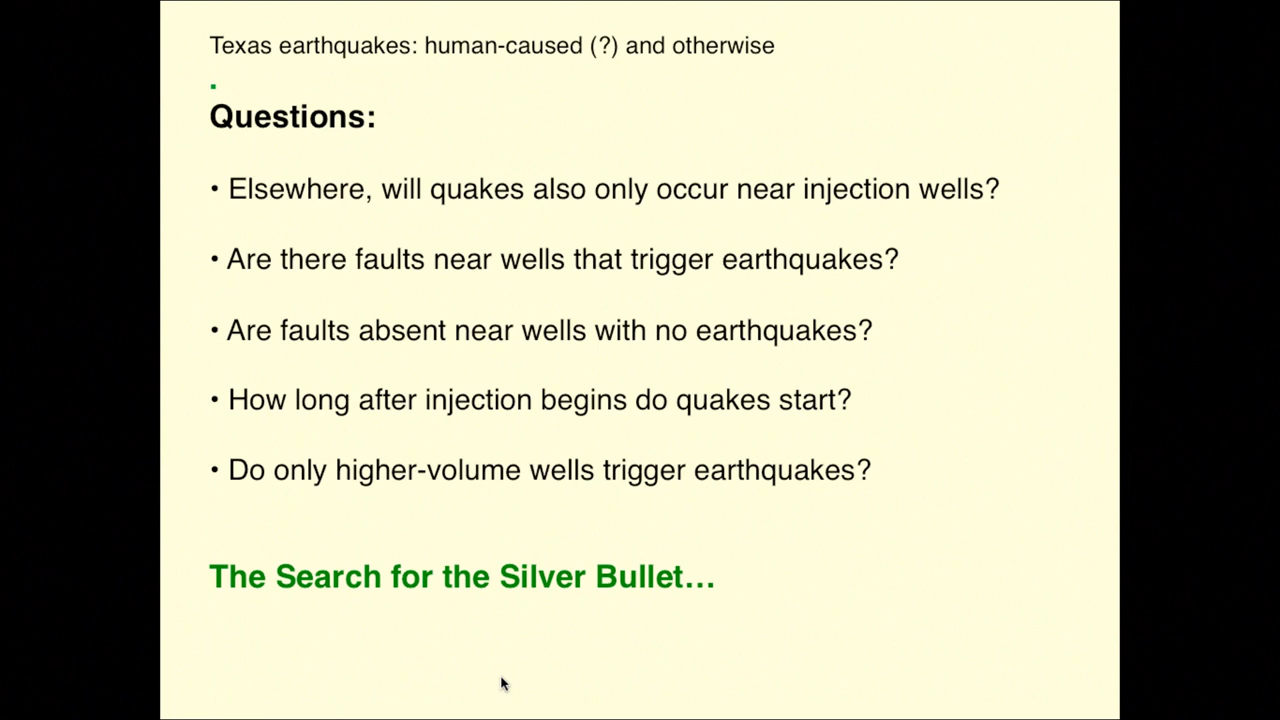 Texas earthquakes: human-caused (?) and otherwise
.
Questions:
• Elsewhere, will quakes also only occur near injection wells?
• Are there faults near wells that trigger earthquakes?
• Are faults absent near wells with no earthquakes?
• How long after injection begins do quakes start?
• Do only higher-volume wells trigger earthquakes?
The Search for the Silver Bullet…